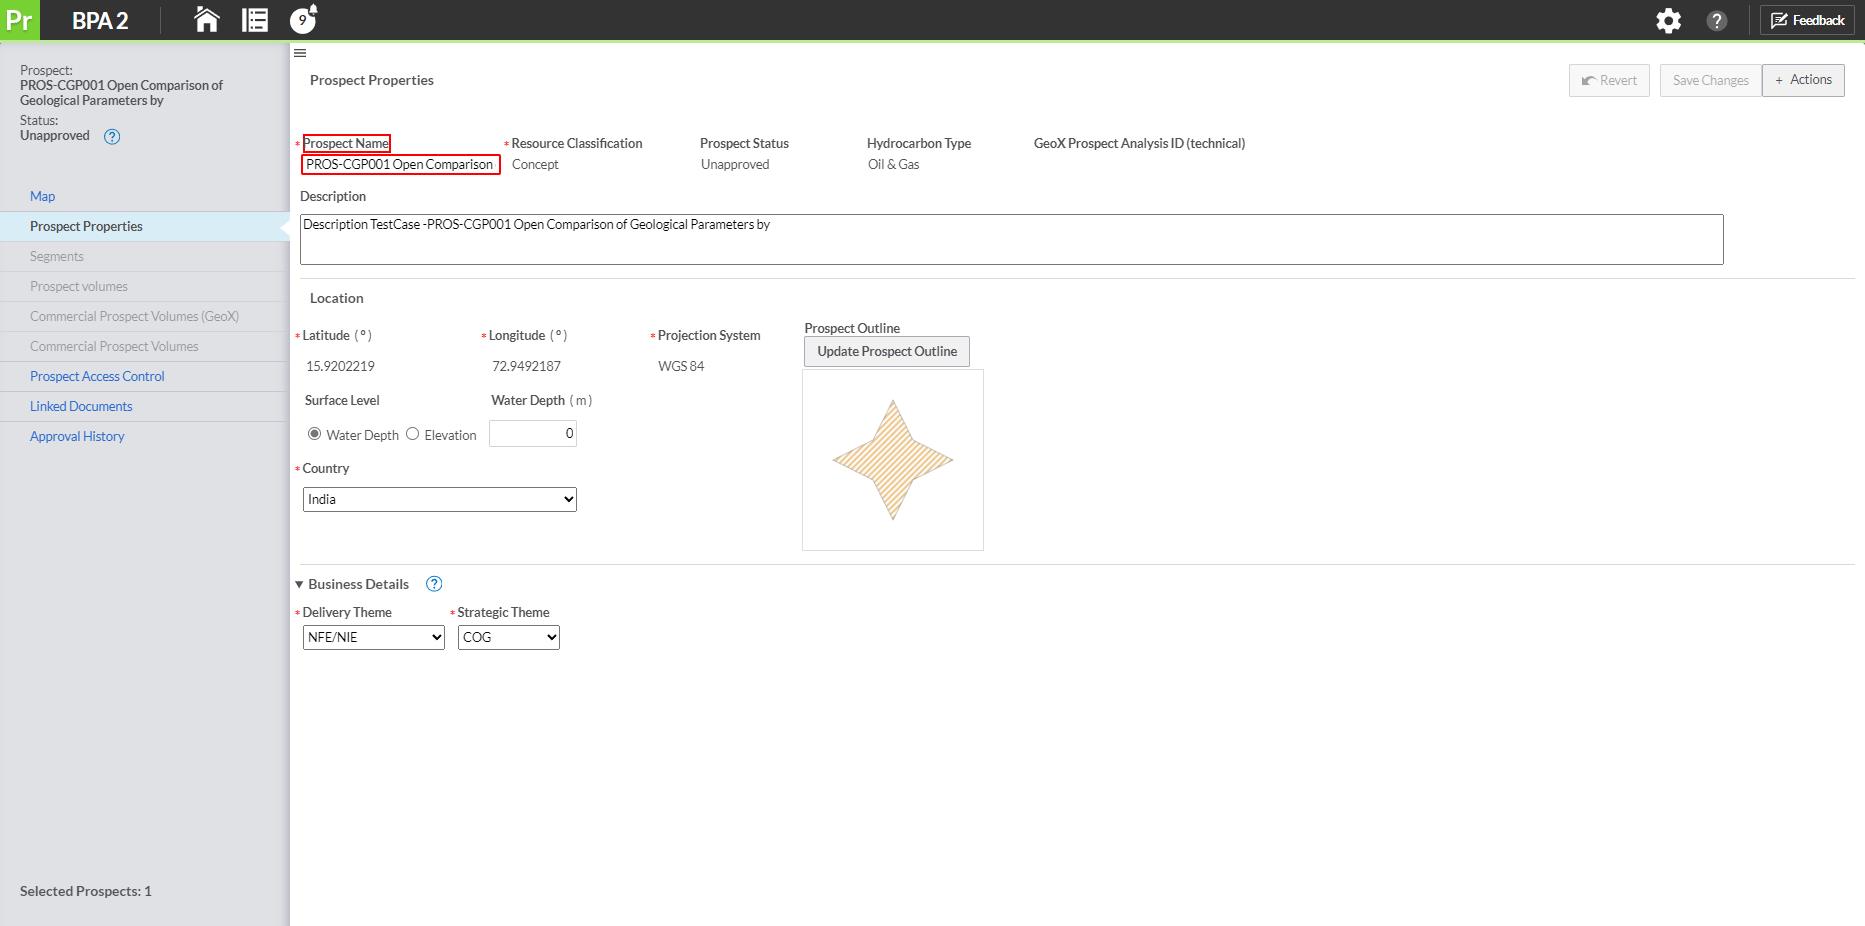 Pr BPA 2 9 ? Feedback
Prospect:
PROS-CGP001 Open Comparison of
Geological Parameters by
Status:
Unapproved ?
Map
Prospect Properties
Segments
Prospect volumes
Commercial Prospect Volumes (GeoX)
Commercial Prospect Volumes
Prospect Access Control
Linked Documents
Approval History
Selected Prospects: 1
Prospect Properties Revert Save Changes + Actions
* Prospect Name * Resource Classification Prospect Status Hydrocarbon Type GeoX Prospect Analysis ID (technical)
PROS-CGP001 Open Comparison Concept Unapproved Oil & Gas
Description
Description TestCase -PROS-CGP001 Open Comparison of Geological Parameters by
Location
* Latitude (°) * Longitude (°) * Projection System Prospect Outline
Update Prospect Outline
15.9202219 72.9492187 WGS 84
Surface Level Water Depth (m)
Water Depth Elevation 0
* Country
India
Business Details ?
* Delivery Theme * Strategic Theme
NFE/NIE COG